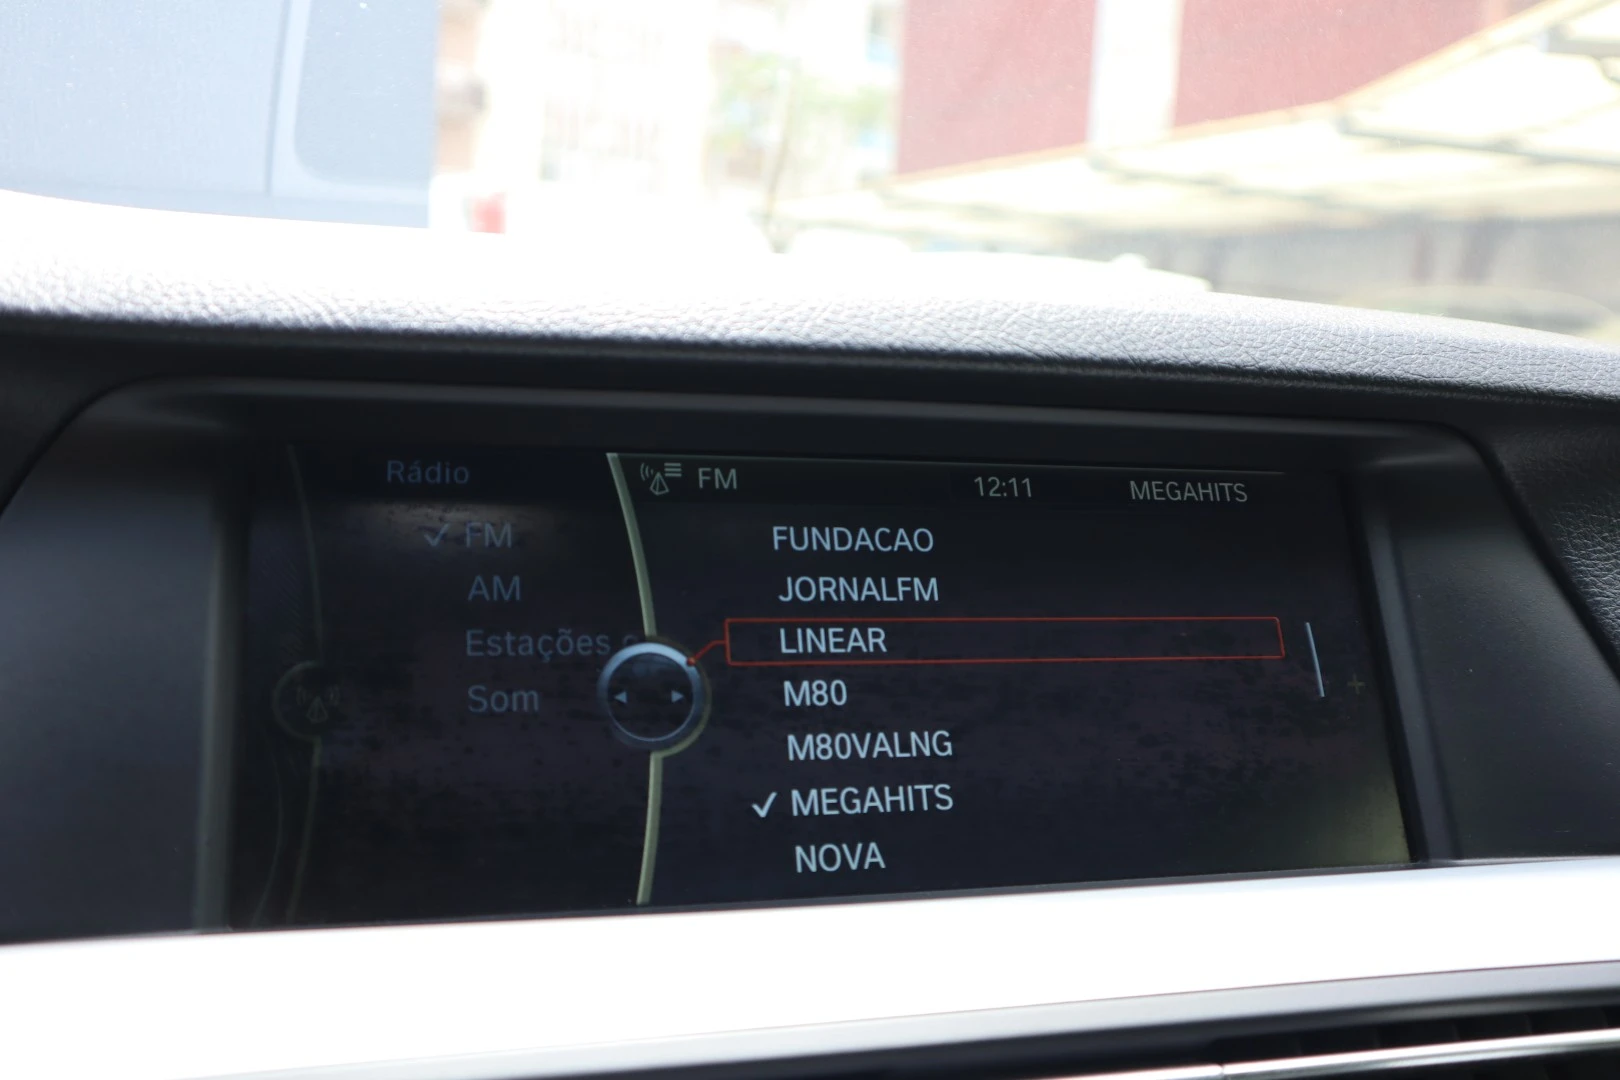 Rádio
FM
AM
Estações
Som
FM 12:11 MEGAHITS
FUNDACAO
JORNALFM
LINEAR
M80
M80VALNG
MEGAHITS
NOVA